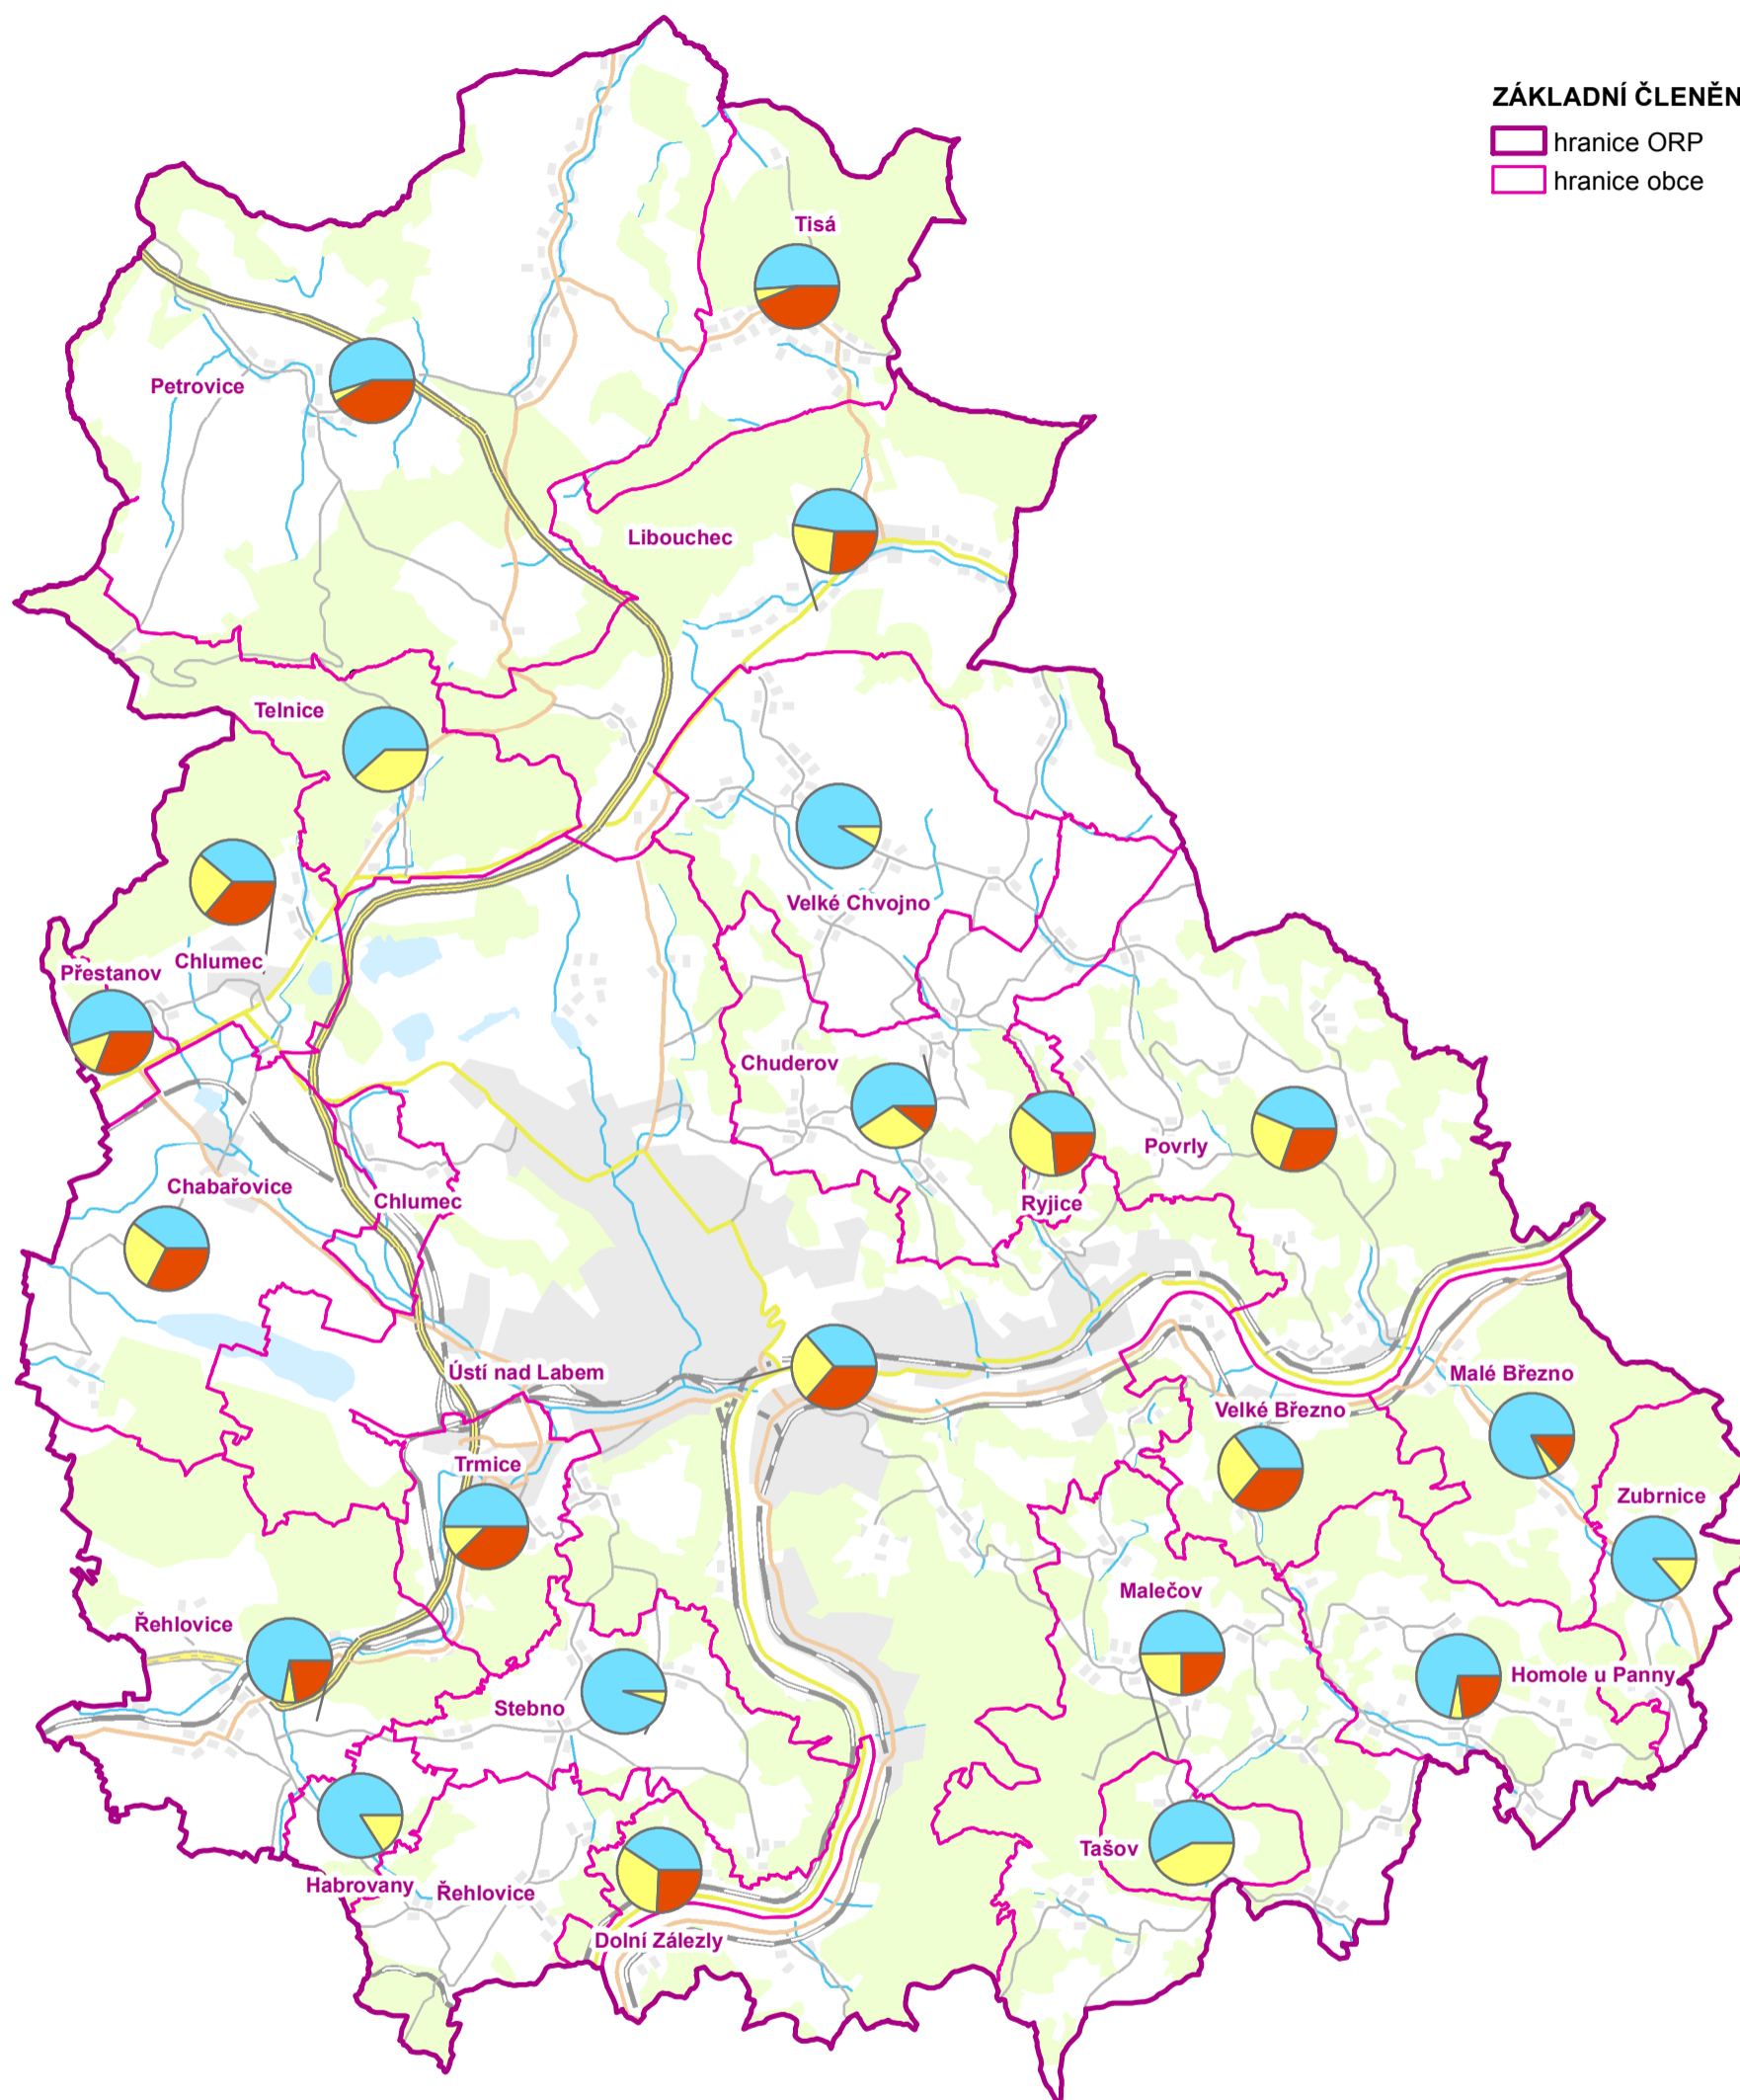 ZÁKLADNÍ ČLENĚN
hranice ORP
hranice obce
Tisá
Petrovice
Libouchec
Telnice
Velké Chvojno
Chlumec
Přestanov
Chuderov
Povrly
Chabařovice
Chlumec
Ryjice
Ústí nad Labem
Malé Březno
Velké Březno
Trmice
Zubrnice
Malečov
Řehlovice
Homole u Panny
Stebno
Tašov
Habrovany
Řehlovice
Dolní Zálezly